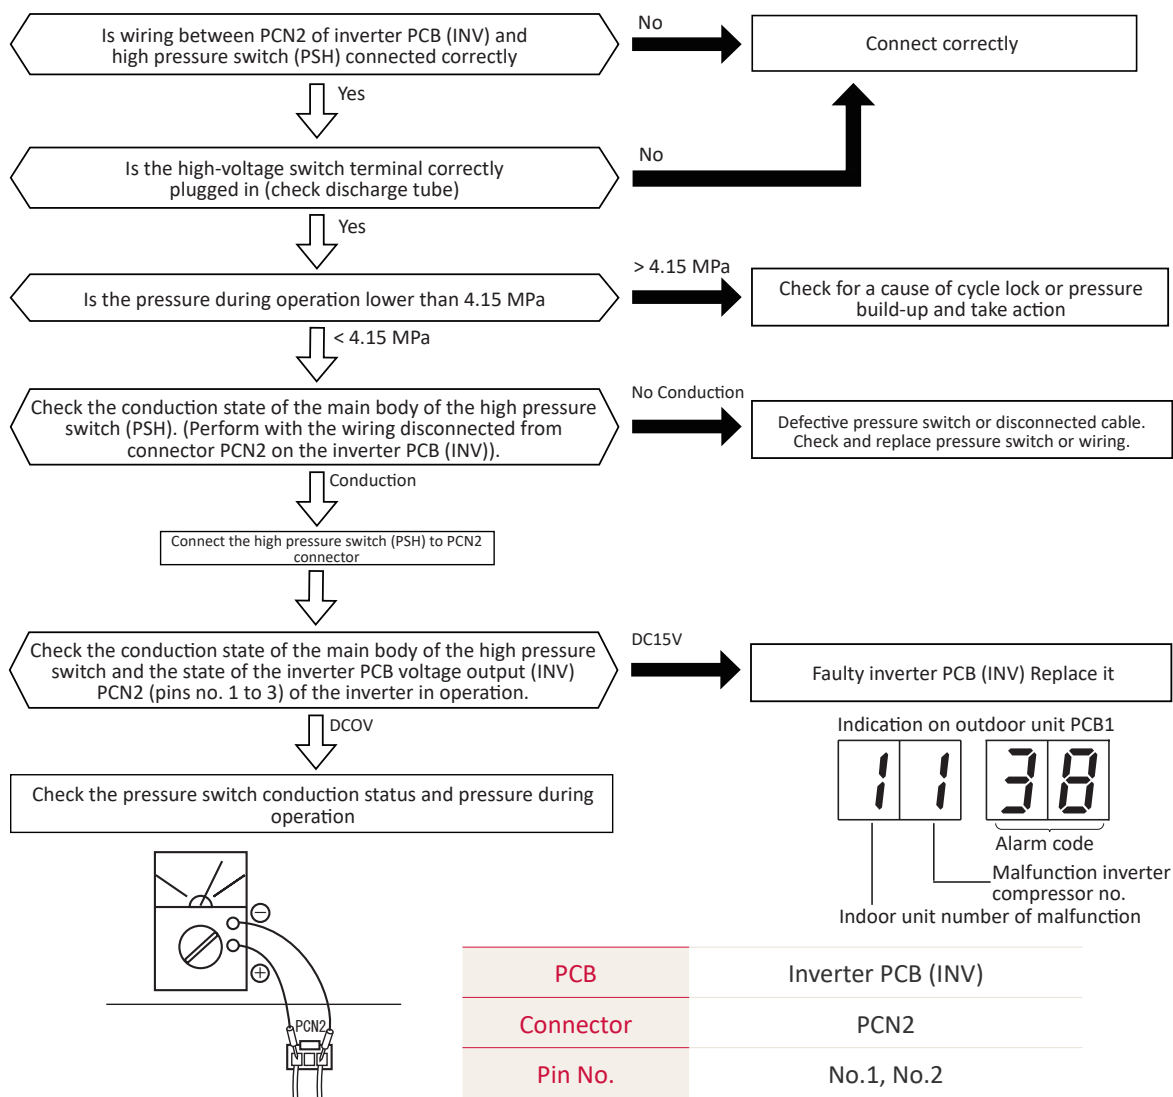 Is wiring between PCN2 of inverter PCB (INV) and
high pressure switch (PSH) connected correctly
No
Connect correctly
Yes
Is the high-voltage switch terminal correctly
plugged in (check discharge tube)
No
Yes
Is the pressure during operation lower than 4.15 MPa
> 4.15 MPa
Check for a cause of cycle lock or pressure
build-up and take action
< 4.15 MPa
Check the conduction state of the main body of the high pressure
switch (PSH). (Perform with the wiring disconnected from
connector PCN2 on the inverter PCB (INV)).
No Conduction
Defective pressure switch or disconnected cable.
Check and replace pressure switch or wiring.
Conduction
Connect the high pressure switch (PSH) to PCN2
connector
Check the conduction state of the main body of the high pressure
switch and the state of the inverter PCB voltage output (INV)
PCN2 (pins no. 1 to 3) of the inverter in operation.
DC15V
Faulty inverter PCB (INV) Replace it
DCOV
Check the pressure switch conduction status and pressure during
operation
Indication on outdoor unit PCB1
1 1 38
Alarm code
Malfunction inverter
compressor no.
Indoor unit number of malfunction
⊖
⊕
PCN2
PCB Inverter PCB (INV)
Connector PCN2
Pin No. No.1, No.2